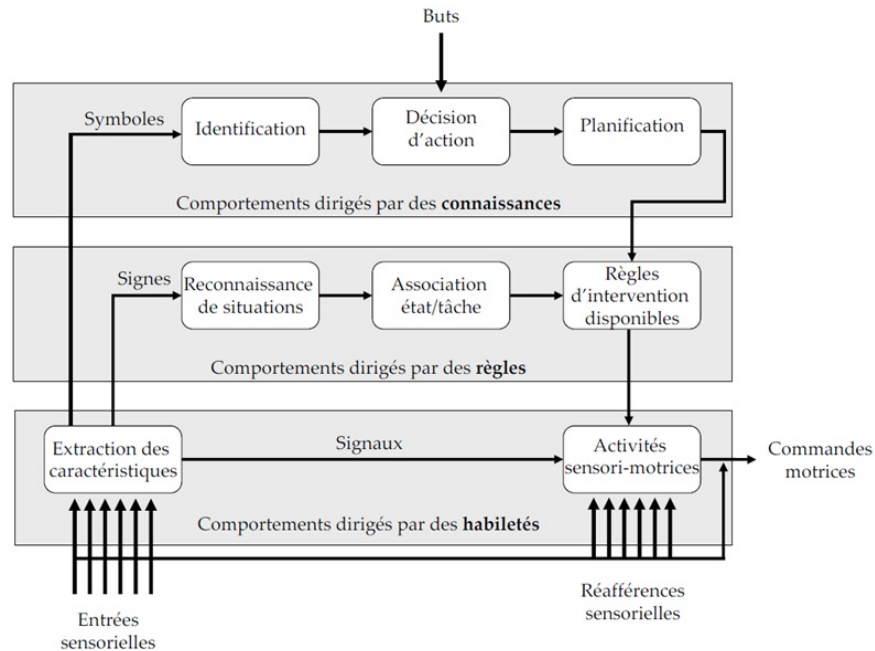 Buts
Symboles
Identification
Décision
d'action
Planification
Comportements dirigés par des connaissances
Signes
Reconnaissance
de situations
Association
état/tâche
Règles
d'intervention
disponibles
Comportements dirigés par des règles
Extraction des
caractéristiques
Signaux
Activités
sensori-motrices
Commandes
motrices
Comportements dirigés par des habiletés
Entrées
sensorielles
Réafférences
sensorielles